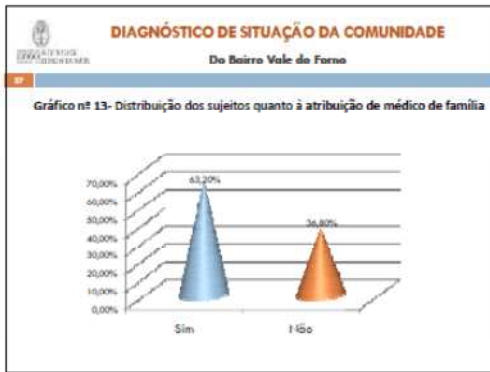 DIAGNÓSTICO DE SITUAÇÃO DA COMUNIDADE
Do Bairro Vale do Forno
Gráfico nº 13- Distribuição dos sujeitos quanto à atribuição de médico de família
70,00%
60,00%
50,00%
40,00%
30,00%
20,00%
10,00%
0,00%
63,20%
36,80%
Sim
Não